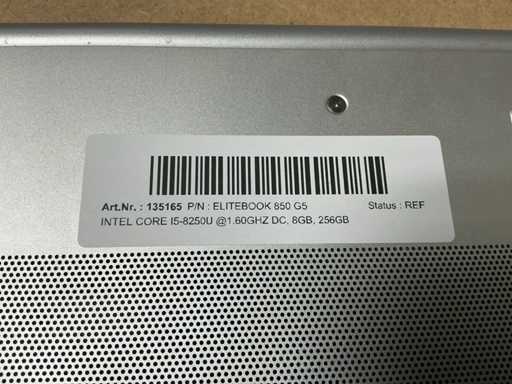 Art.Nr. : 135165 P/N : ELITEBOOK 850 G5 Status : REF
INTEL CORE I5-8250U @1.60GHZ DC, 8GB, 256GB